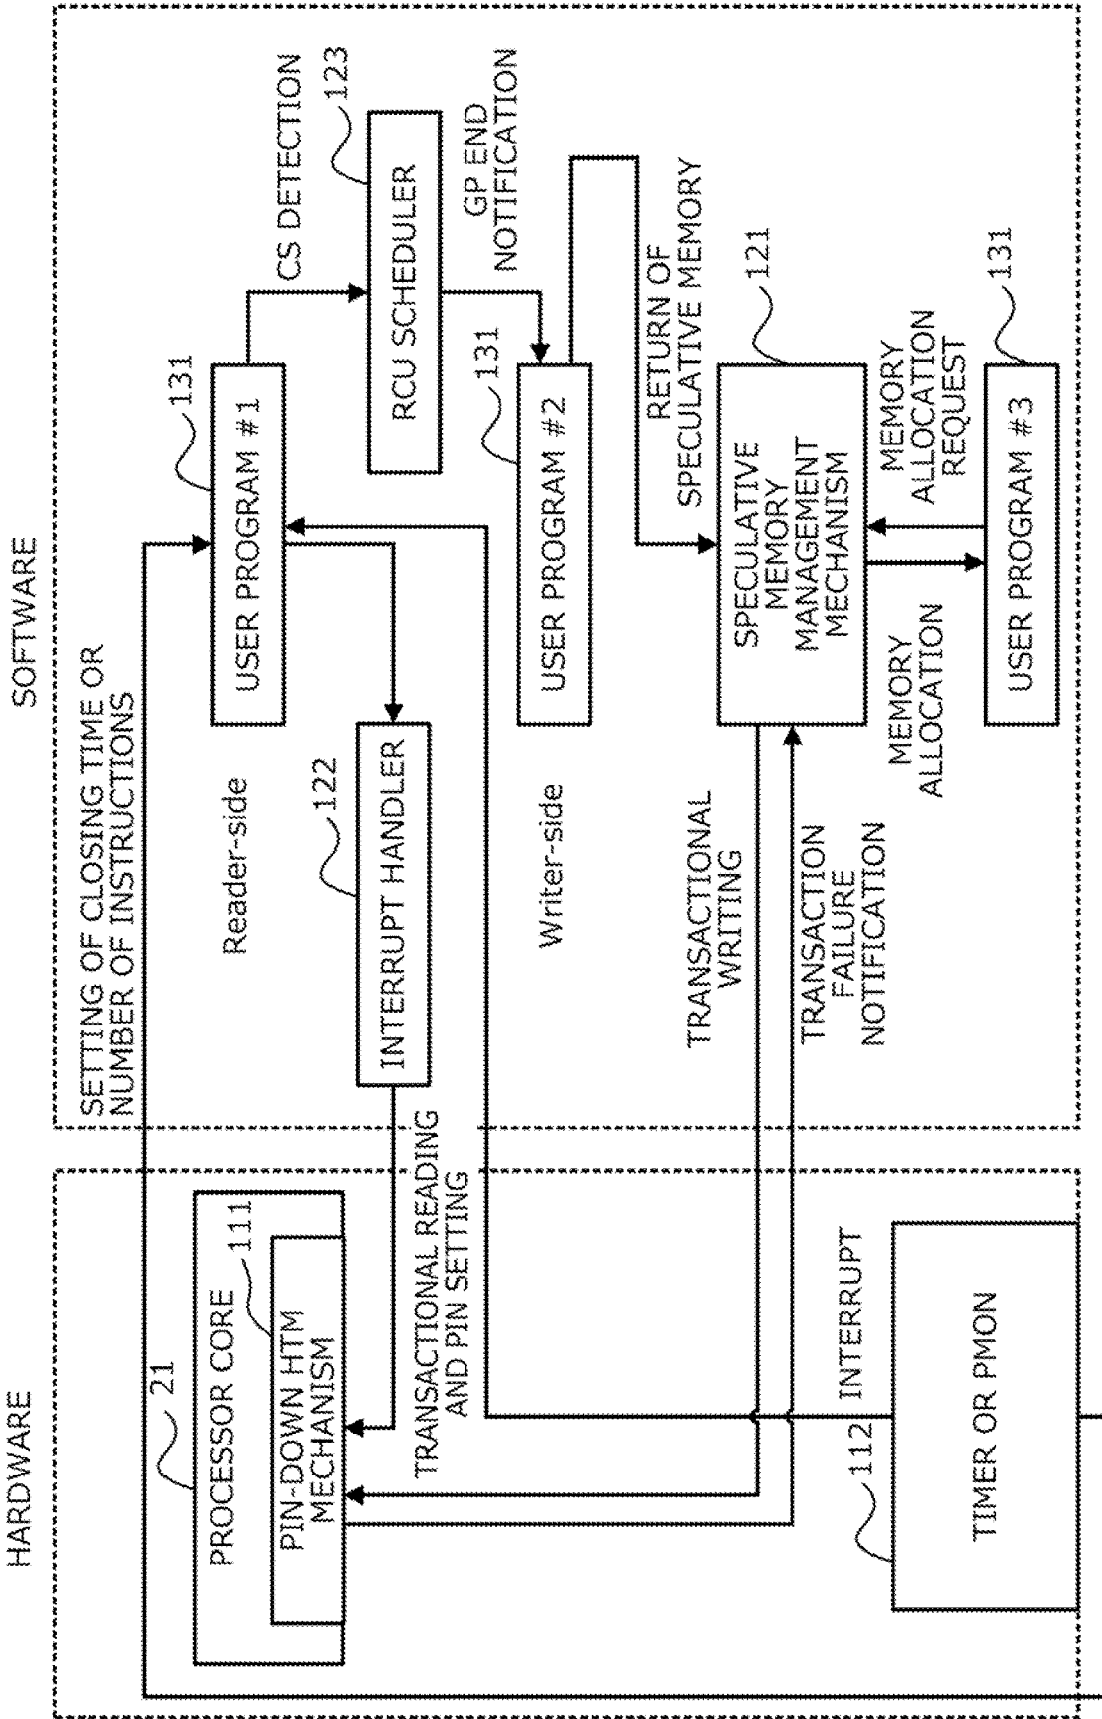 HARDWARE
SOFTWARE
SETTING OF CLOSING TIME OR
NUMBER OF INSTRUCTIONS
21
PROCESSOR CORE
111
PIN-DOWN HTM
MECHANISM
TRANSACTIONAL READING
AND PIN SETTING
Reader-side
131
USER PROGRAM #1
CS DETECTION
123
RCU SCHEDULER
122
INTERRUPT HANDLER
GP END
NOTIFICATION
Writer-side
131
USER PROGRAM #2
RETURN OF
SPECULATIVE MEMORY
TRANSACTIONAL
WRITING
TRANSACTION
FAILURE
NOTIFICATION
121
SPECULATIVE
MEMORY
MANAGEMENT
MECHANISM
112
INTERRUPT
TIMER OR PMON
MEMORY
ALLOCATION
MEMORY
ALLOCATION
REQUEST
131
USER PROGRAM #3